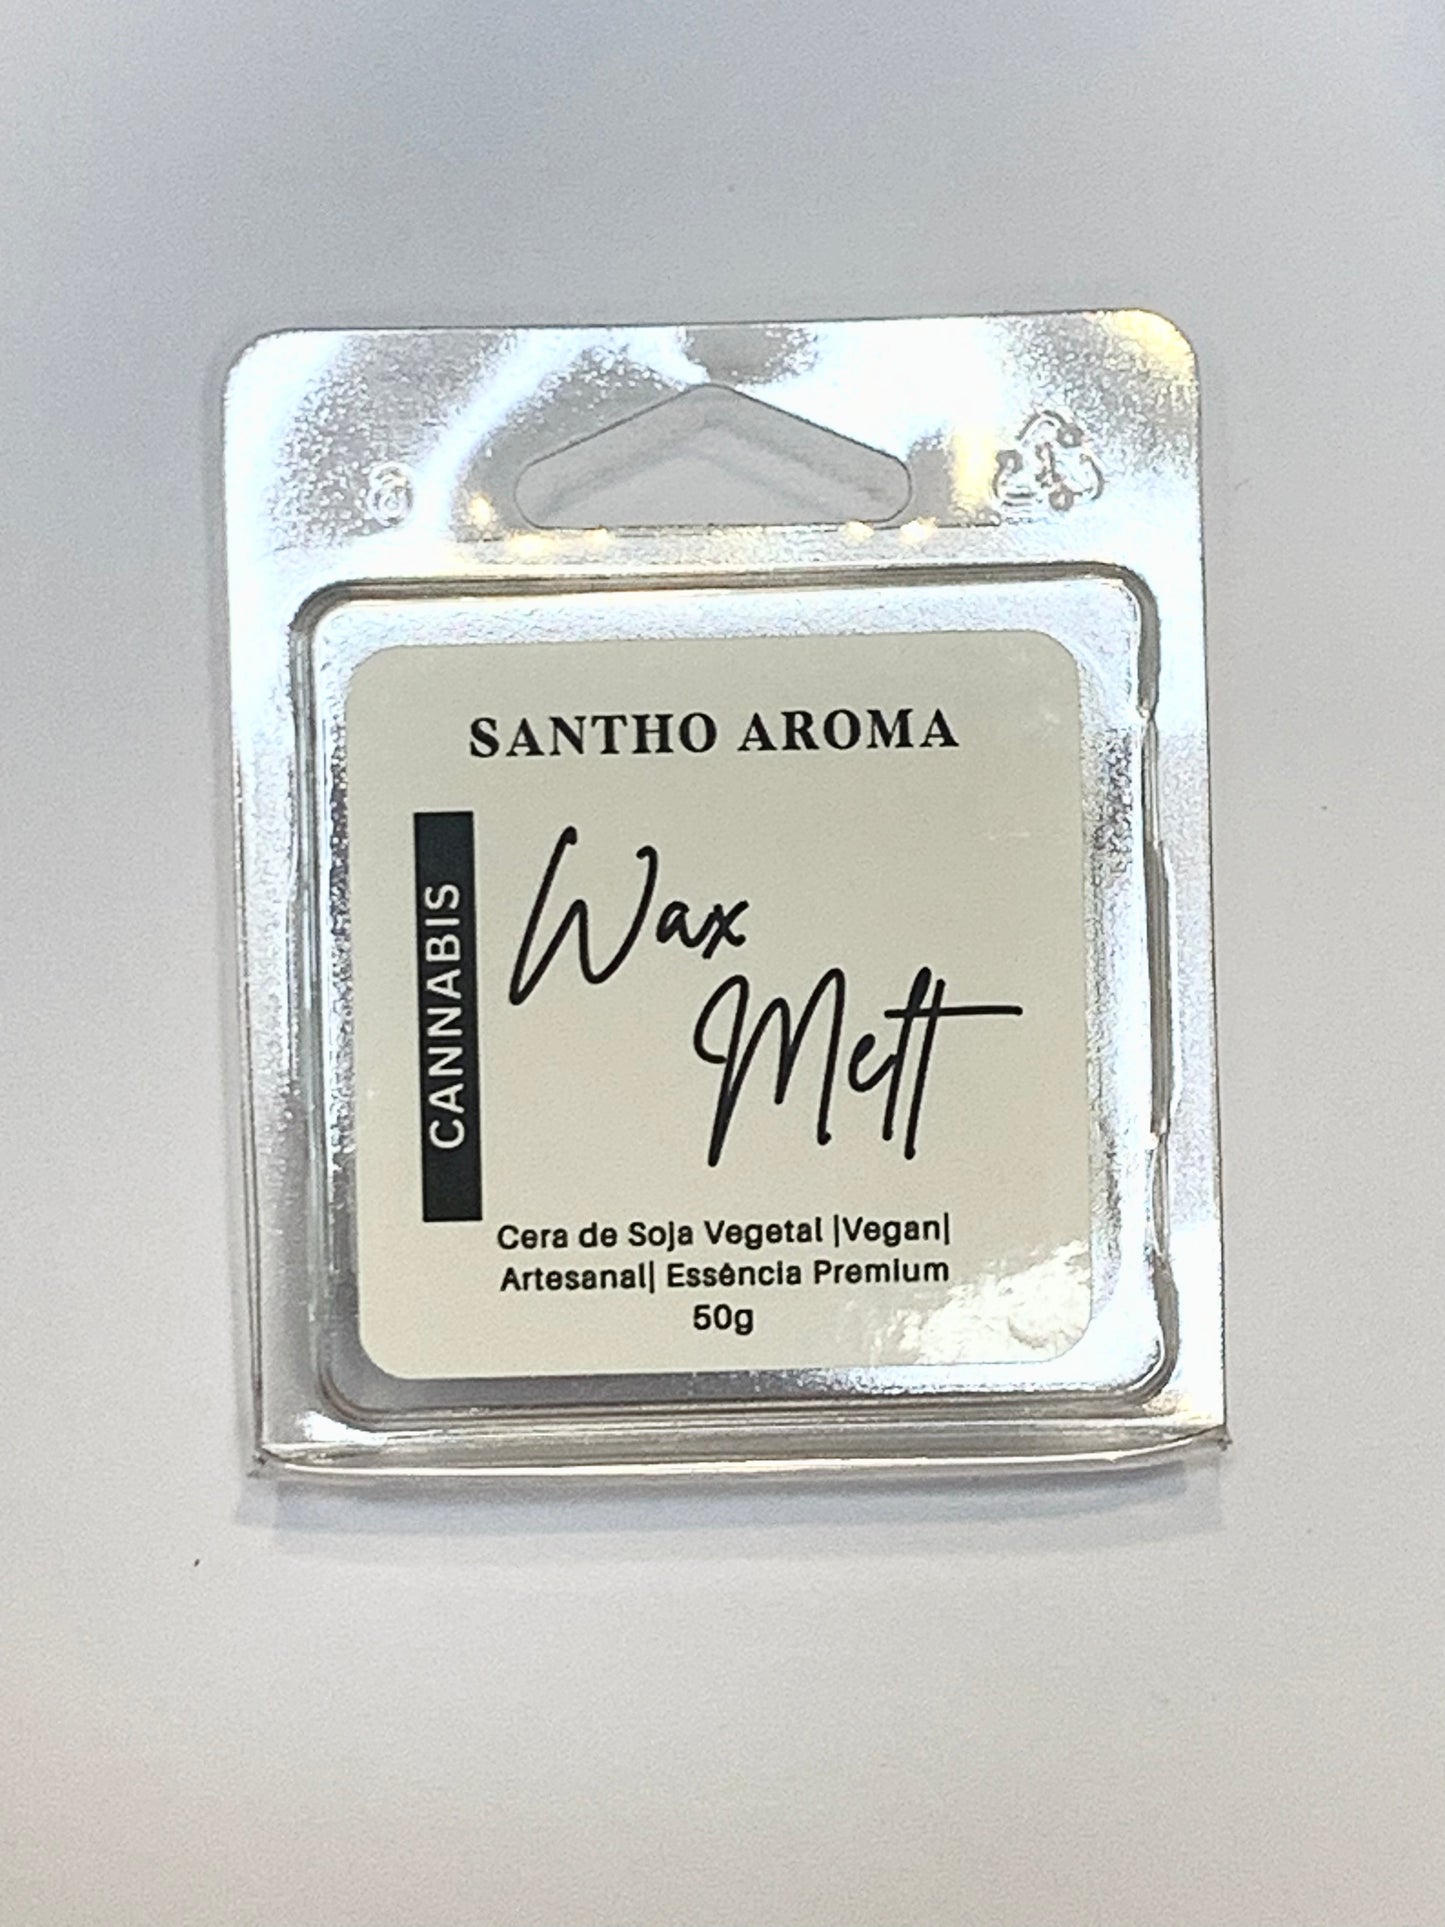 SANTHO AROMA
CANNABIS
Wax
Melt
Cera de Soja Vegetal |Vegan|
Artesanal| Essência Premium
50g